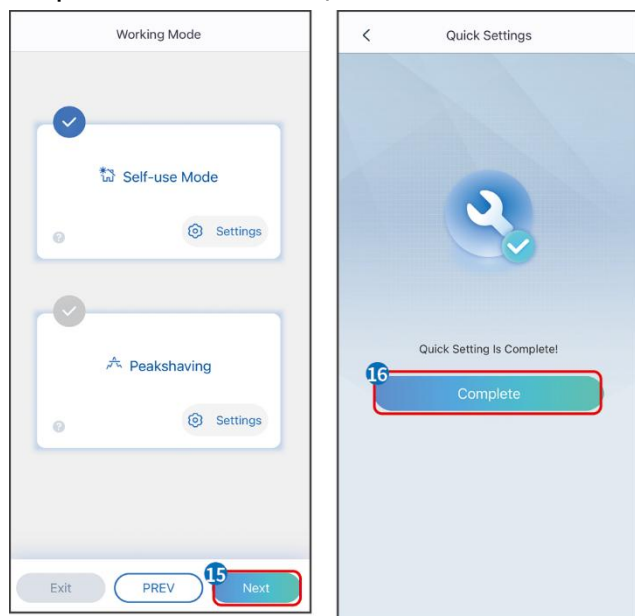 Working Mode
Self-use Mode
Settings
Peakshaving
Settings
Exit
PREV
15
Next
Quick Settings
Quick Setting Is Complete!
16
Complete